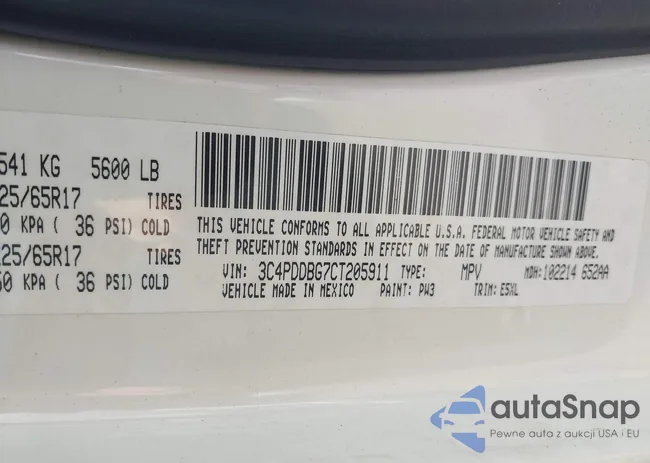 541 KG 5600 LB
25/65R17 TIRES
0 KPA ( 36 PSI) COLD
25/65R17 TIRES
50 KPA ( 36 PSI) COLD
THIS VEHICLE CONFORMS TO ALL APPLICABLE U.S.A. FEDERAL MOTOR VEHICLE SAFETY AND
THEFT PREVENTION STANDARDS IN EFFECT ON THE DATE OF MANUFACTURE SHOWN ABOVE.
VIN: 3C4PDDBG7CT205911 TYPE: MPV MDH: 102214 652AA
VEHICLE MADE IN MEXICO PAINT: PW3 TRIM: E5XL
autaSnap
Pewne auta z aukcji USA i EU